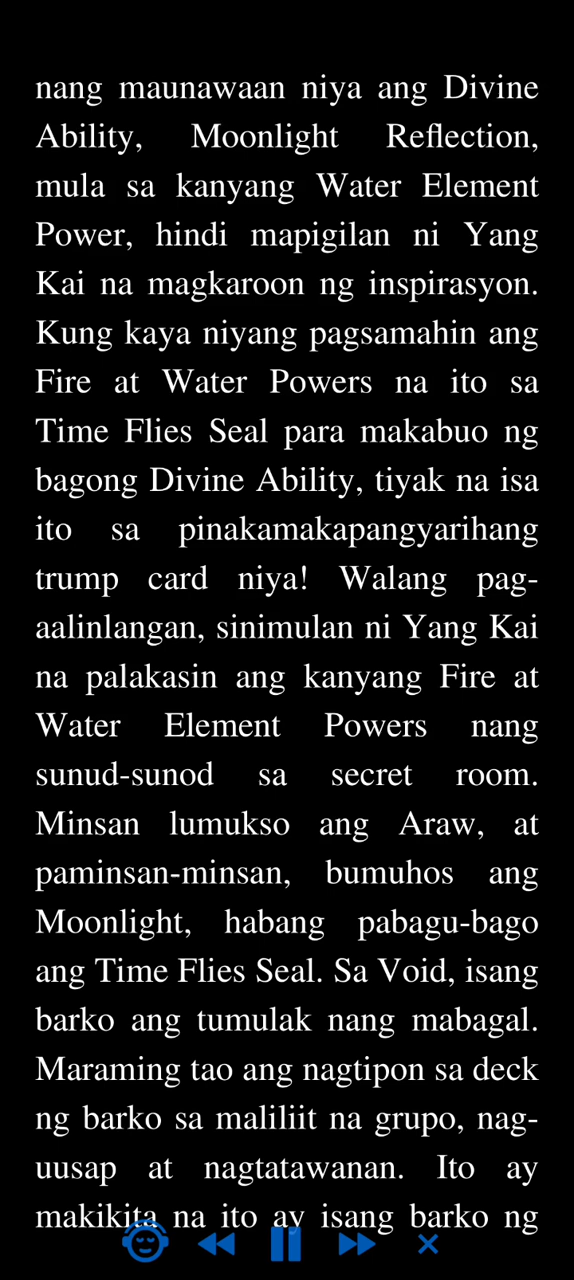 nang maunawaan niya ang Divine
Ability, Moonlight Reflection,
mula sa kanyang Water Element
Power, hindi mapigilan ni Yang
Kai na magkaroon ng inspirasyon.
Kung kaya niyang pagsamahin ang
Fire at Water Powers na ito sa
Time Flies Seal para makabuo ng
bagong Divine Ability, tiyak na isa
ito sa pinakamakapangyarihang
trump card niya! Walang pag-
aalinlangan, sinimulan ni Yang Kai
na palakasin ang kanyang Fire at
Water Element Powers nang
sunud-sunod sa secret room.
Minsan lumukso ang Araw, at
paminsan-minsan, bumuhos ang
Moonlight, habang pabagu-bago
ang Time Flies Seal. Sa Void, isang
barko ang tumulak nang mabagal.
Maraming tao ang nagtipon sa deck
ng barko sa maliliit na grupo, nag-
uusap at nagtatawanan. Ito ay
makikita na ito ay isang barko ng